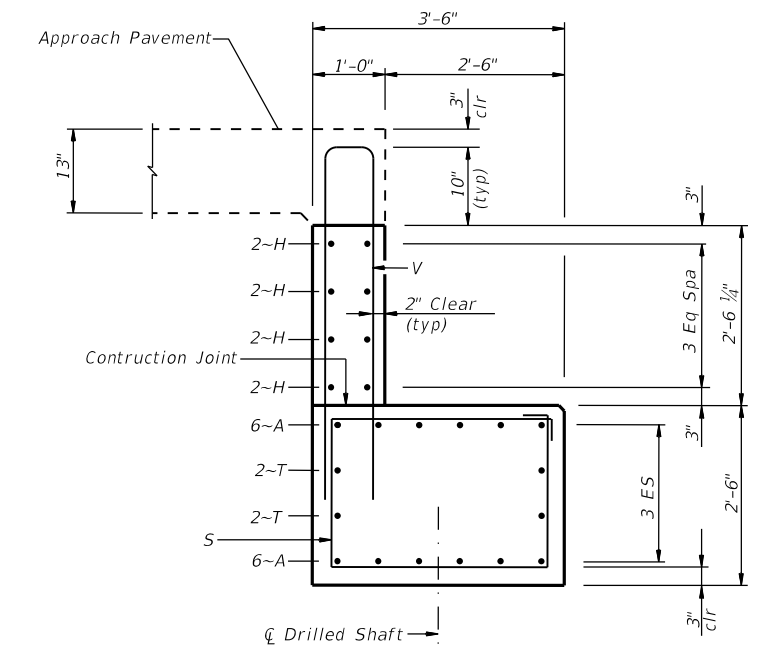 3'-6"
Approach Pavement
1'-0"
2'-6"
3"
clr
13"
10"
(typ)
3"
2~H
V
2~H
2" Clear
(typ)
3 Eq Spa
2'-6 ¼"
2~H
Contruction Joint
2~H
6~A
3"
2~T
3 ES
2'-6"
2~T
S
6~A
3"
clr
℄ Drilled Shaft